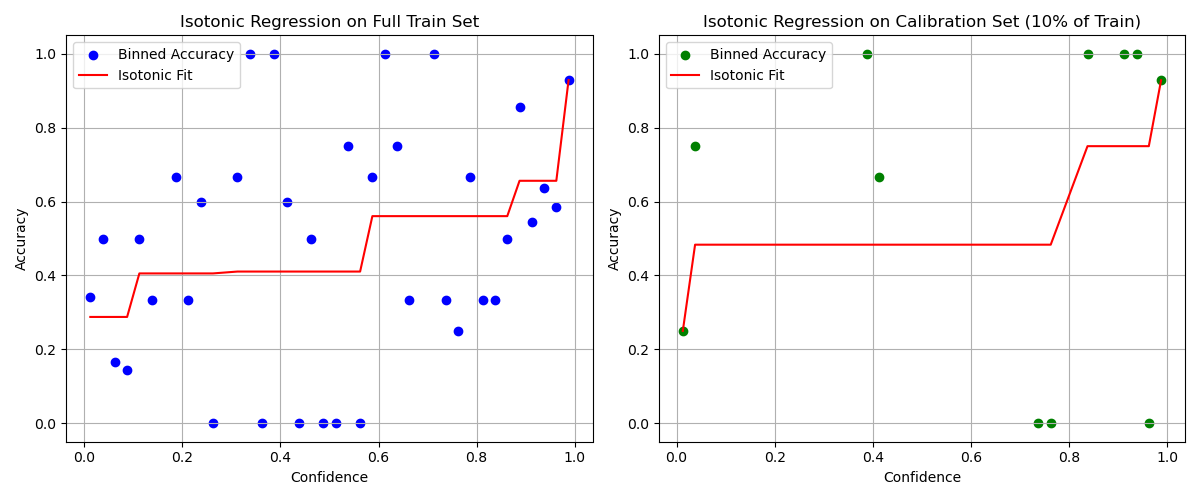 Isotonic Regression on Full Train Set
Binned Accuracy
Isotonic Fit
1.0
0.8
0.6
0.4
0.2
0.0
Accuracy
0.0 0.2 0.4 0.6 0.8 1.0
Confidence
Isotonic Regression on Calibration Set (10% of Train)
Binned Accuracy
Isotonic Fit
1.0
0.8
0.6
0.4
0.2
0.0
Accuracy
0.0 0.2 0.4 0.6 0.8 1.0
Confidence